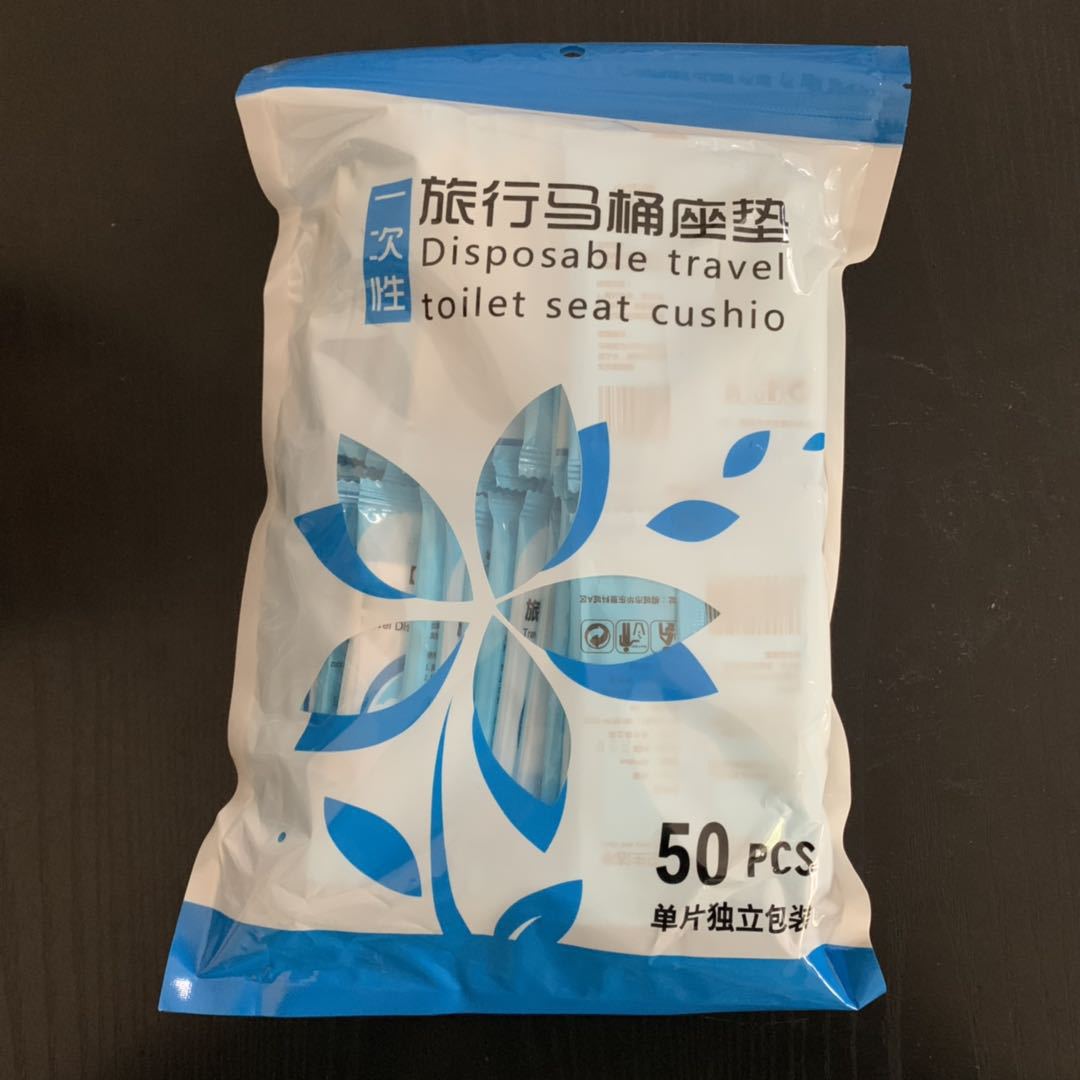 一次性
旅行马桶座垫
Disposable travel
toilet seat cushio
旅
50 PCS
单片独立包装